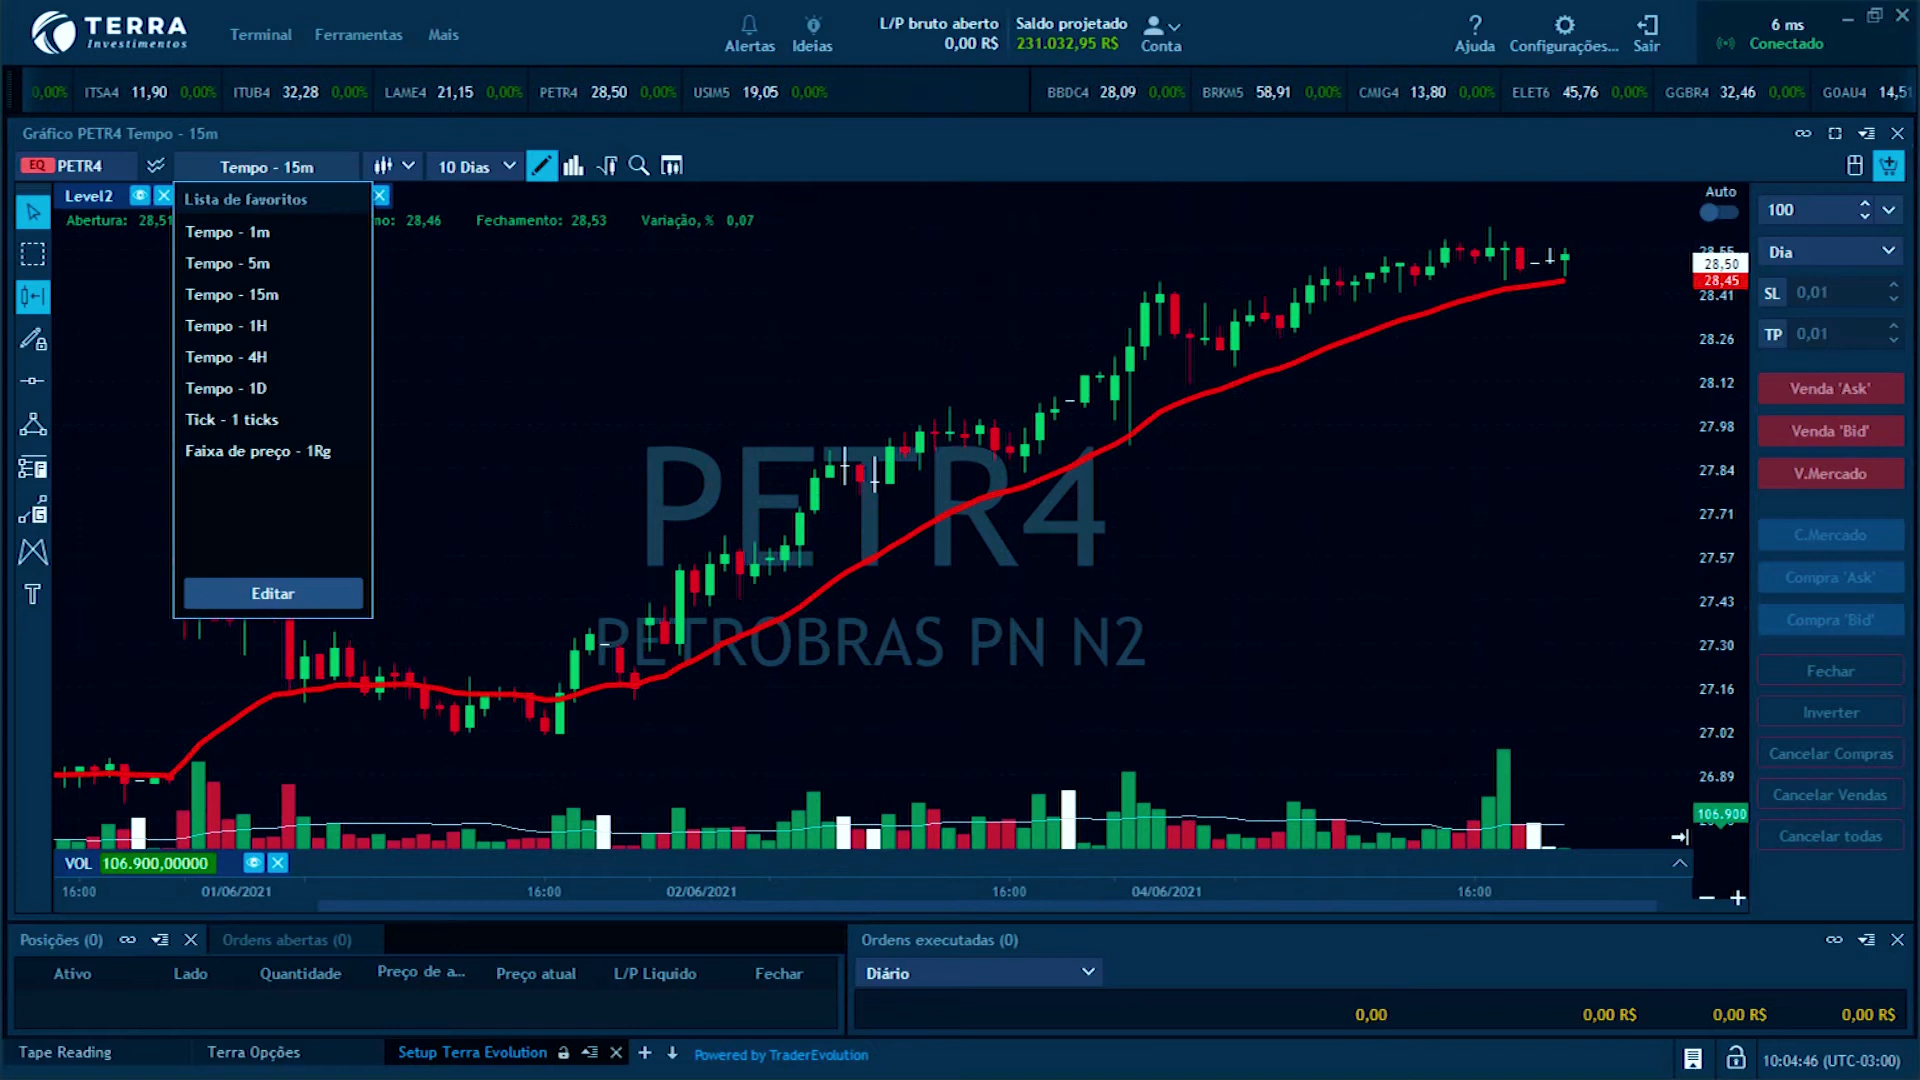 TERRA
Investimentos
Terminal Ferramentas Mais
Alertas
Ideias
L/P bruto aberto
0,00 R$
Saldo projetado
231.032,95 R$
Conta
Ajuda
Configurações...
Sair
6 ms
Conectado
0,00% ITSA4 11,90 0,00% ITUB4 32,28 0,00% LAME4 21,15 0,00% PETR4 28,50 0,00% USIM5 19,05 0,00%
BBDC4 28,09 0,00% BRKM5 58,91 0,00% CMIG4 13,80 0,00% ELET6 45,76 0,00% GGBR4 32,46 0,00% GOAU4 14,51
Gráfico PETR4 Tempo - 15m
EQ PETR4 Tempo - 15m 10 Dias
Level2
Abertura: 28,51
no: 28,46 Fechamento: 28,53 Variação, % 0,07
Lista de favoritos
Tempo - 1m
Tempo - 5m
Tempo - 15m
Tempo - 1H
Tempo - 4H
Tempo - 1D
Tick - 1 ticks
Faixa de preço - 1Rg
Editar
F
G
T
PETR4
PETROBRAS PN N2
Auto
28.55
28,50
28,45
28.41
28.26
28.12
27.98
27.84
27.71
27.57
27.43
27.30
27.16
27.02
26.89
106.900
100
Dia
SL 0,01
TP 0,01
Venda 'Ask'
Venda 'Bid'
V.Mercado
C.Mercado
Compra 'Ask'
Compra 'Bid'
Fechar
Inverter
Cancelar Compras
Cancelar Vendas
Cancelar todas
VOL 106.900,00000
16:00 01/06/2021 16:00 02/06/2021 16:00 04/06/2021 16:00
Posições (0)
Ordens abertas (0)
Ativo Lado Quantidade Preço de a... Preço atual L/P Liquido Fechar
Ordens executadas (0)
Diário
0,00 0,00 R$ 0,00 R$ 0,00 R$
Tape Reading Terra Opções Setup Terra Evolution Powered by TraderEvolution
10:04:46 (UTC-03:00)